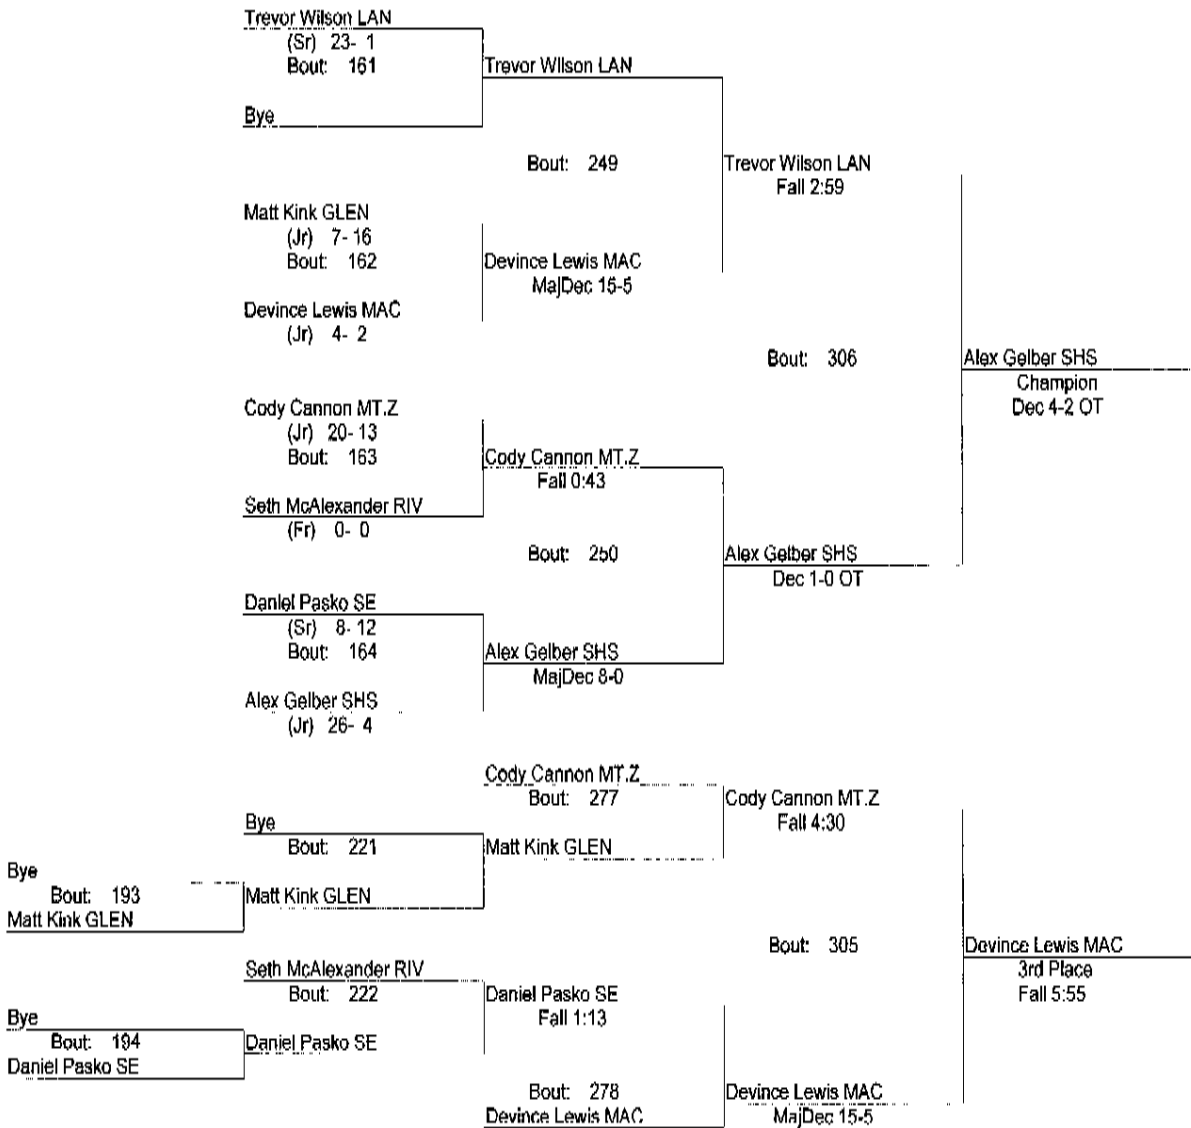 Trevor Wilson LAN
(Sr) 23- 1
Bout: 161
Trevor Wilson LAN
Bye
Bout: 249
Trevor Wilson LAN
Fall 2:59
Matt Kink GLEN
(Jr) 7- 16
Bout: 162
Devince Lewis MAC
MajDec 15-5
Devince Lewis MAC
(Jr) 4- 2
Bout: 306
Alex Gelber SHS
Champion
Dec 4-2 OT
Cody Cannon MT.Z
(Jr) 20- 13
Bout: 163
Cody Cannon MT.Z
Fall 0:43
Seth McAlexander RIV
(Fr) 0- 0
Bout: 250
Alex Gelber SHS
Dec 1-0 OT
Daniel Pasko SE
(Sr) 8- 12
Bout: 164
Alex Gelber SHS
MajDec 8-0
Alex Gelber SHS
(Jr) 26- 4
Cody Cannon MT.Z
Bout: 277
Cody Cannon MT.Z
Fall 4:30
Bye
Bout: 221
Matt Kink GLEN
Bye
Bout: 193
Matt Kink GLEN
Matt Kink GLEN
Bout: 305
Devince Lewis MAC
3rd Place
Fall 5:55
Seth McAlexander RIV
Bout: 222
Daniel Pasko SE
Fall 1:13
Bye
Bout: 194
Daniel Pasko SE
Daniel Pasko SE
Bout: 278
Devince Lewis MAC
Devince Lewis MAC
MajDec 15-5